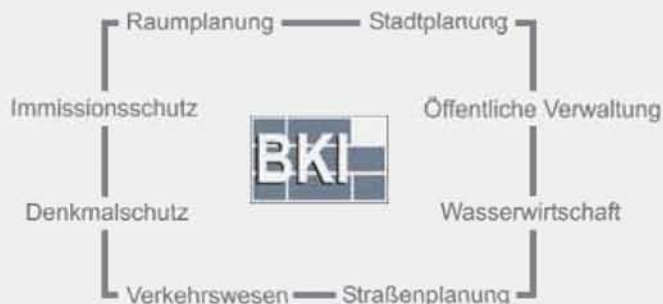 Raumplanung Stadtplanung
Immissionsschutz Öffentliche Verwaltung
BKI
Denkmalschutz Wasserwirtschaft
Verkehrswesen Straßenplanung